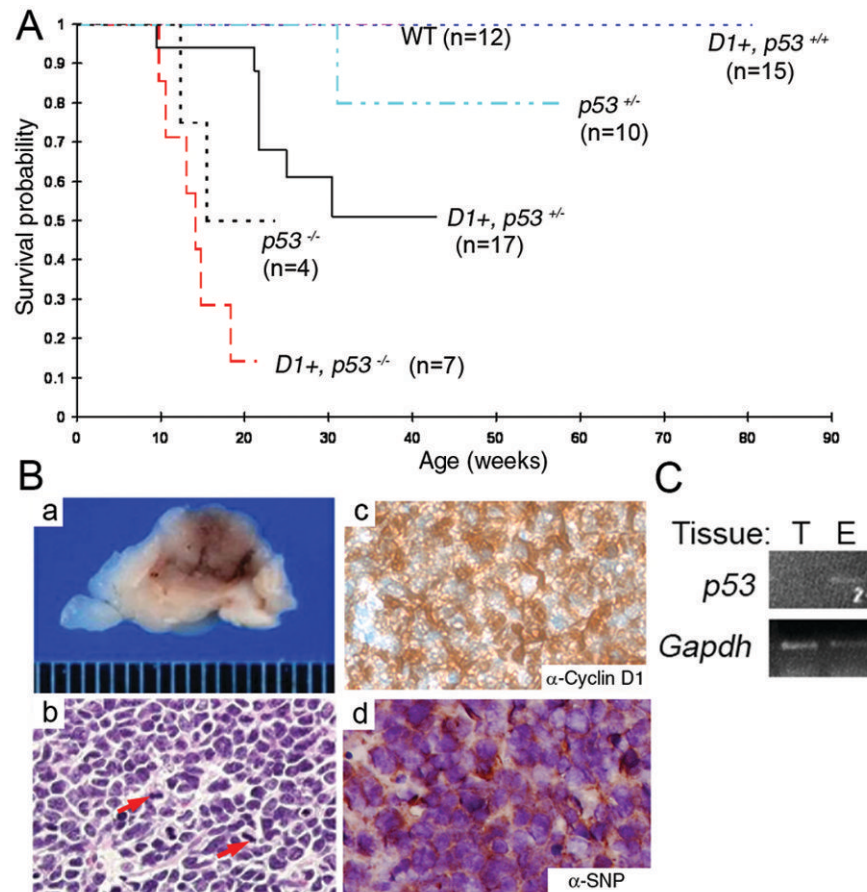 A
Survival probability
1
0.9
0.8
0.7
0.6
0.5
0.4
0.3
0.2
0.1
0
0
10
20
30
40
50
60
70
80
90
Age (weeks)
WT (n=12)
D1+, p53 +/+
(n=15)
p53 +/-
(n=10)
D1+, p53 +/-
(n=17)
p53 -/-
(n=4)
D1+, p53 -/- (n=7)
B
a
b
c
α-Cyclin D1
d
α-SNP
C
Tissue: T E
p53
Gapdh